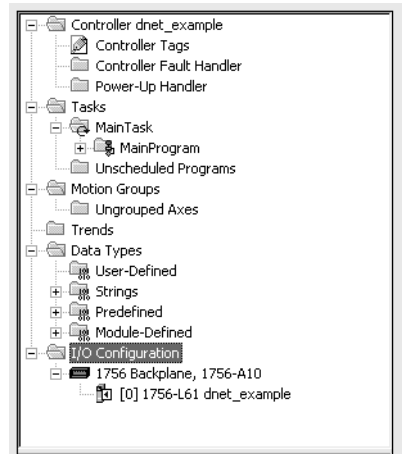 Controller dnet_example
Controller Tags
Controller Fault Handler
Power-Up Handler
Tasks
MainTask
MainProgram
Unscheduled Programs
Motion Groups
Ungrouped Axes
Trends
Data Types
User-Defined
Strings
Predefined
Module-Defined
I/O Configuration
1756 Backplane, 1756-A10
[0] 1756-L61 dnet_example